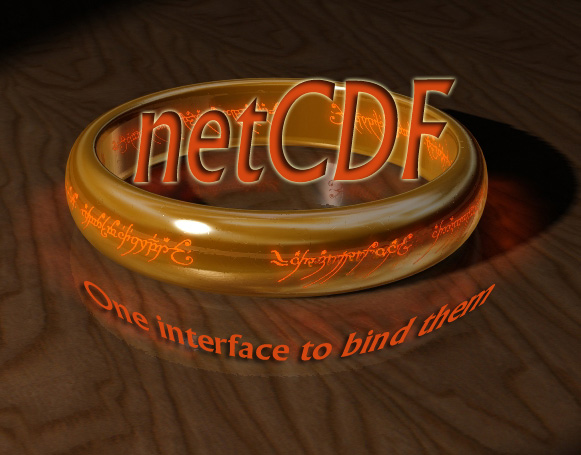 netCDF
One interface to bind them